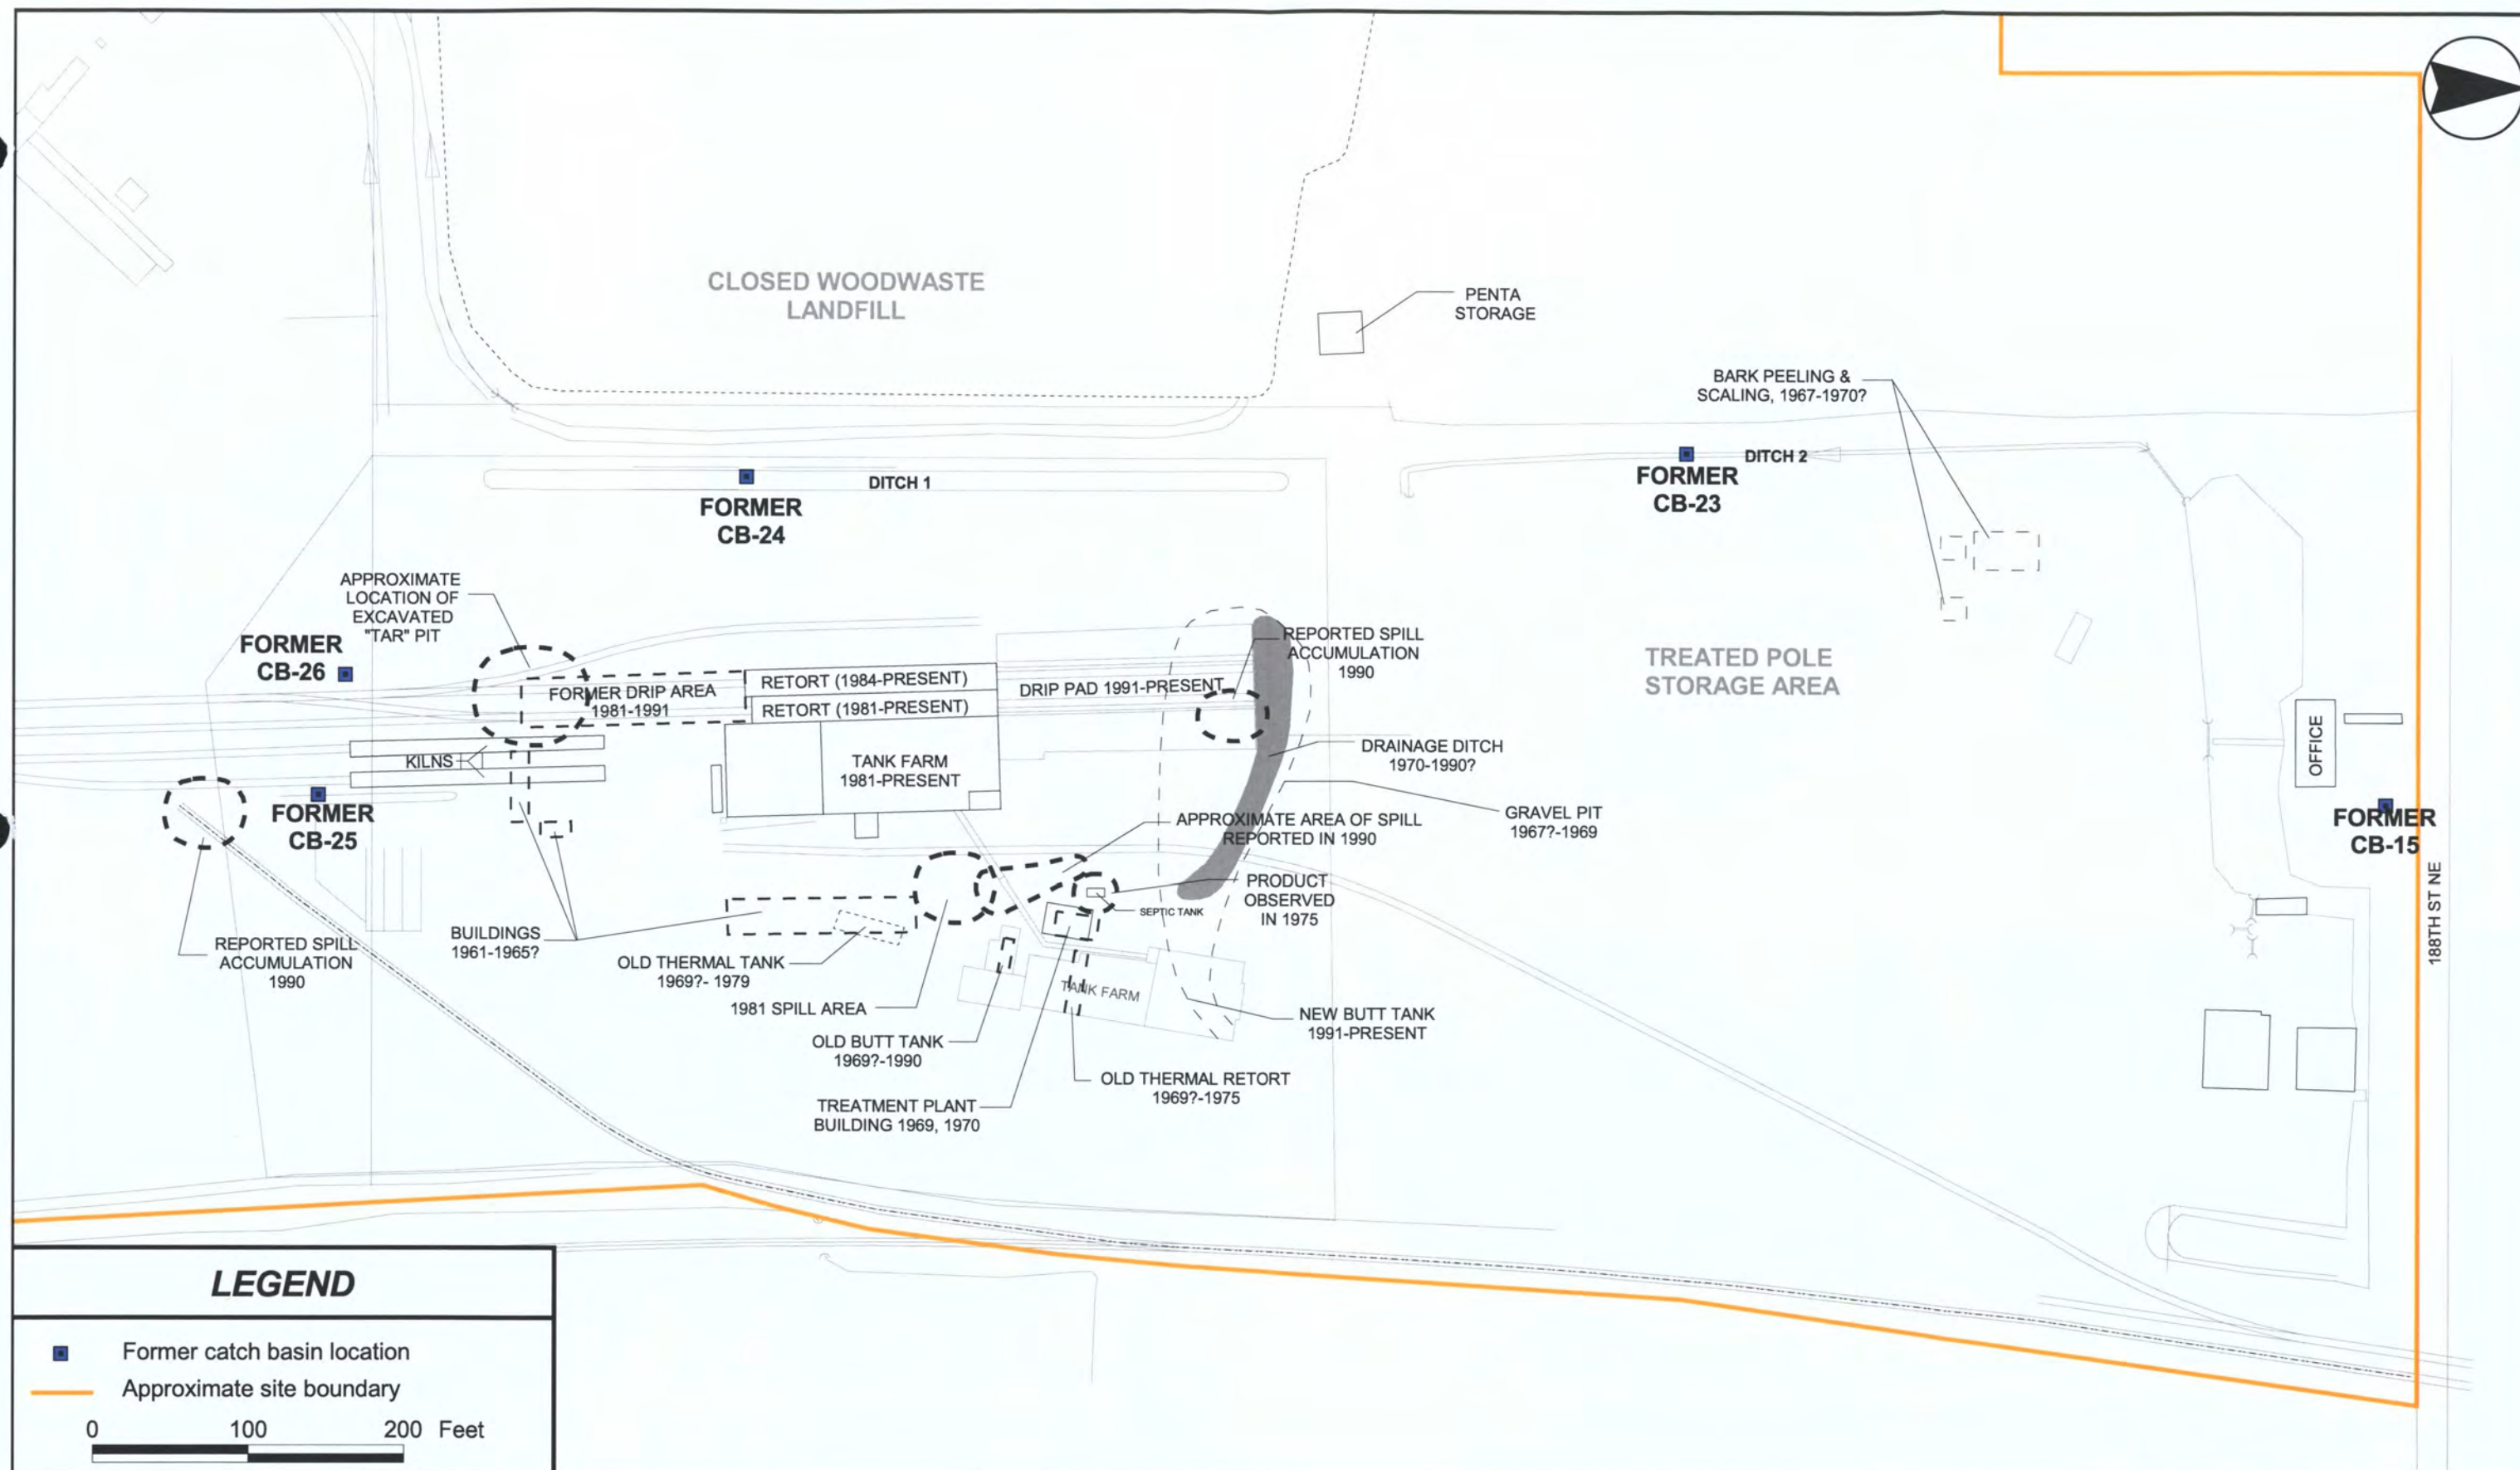 CLOSED WOODWASTE
LANDFILL
PENTA
STORAGE
BARK PEELING &
SCALING, 1967-1970?
DITCH 1
FORMER
CB-24
DITCH 2
FORMER
CB-23
APPROXIMATE
LOCATION OF
EXCAVATED
"TAR" PIT
FORMER
CB-26
FORMER DRIP AREA
1981-1991
RETORT (1984-PRESENT)
RETORT (1981-PRESENT)
DRIP PAD 1991-PRESENT
REPORTED SPILL
ACCUMULATION
1990
TREATED POLE
STORAGE AREA
KILNS
TANK FARM
1981-PRESENT
DRAINAGE DITCH
1970-1990?
OFFICE
FORMER
CB-25
APPROXIMATE AREA OF SPILL
REPORTED IN 1990
GRAVEL PIT
1967?-1969
FORMER
CB-15
188TH ST NE
PRODUCT
OBSERVED
IN 1975
SEPTIC TANK
REPORTED SPILL
ACCUMULATION
1990
BUILDINGS
1961-1965?
OLD THERMAL TANK
1969?- 1979
1981 SPILL AREA
TANK FARM
NEW BUTT TANK
1991-PRESENT
OLD BUTT TANK
1969?-1990
OLD THERMAL RETORT
1969?-1975
TREATMENT PLANT
BUILDING 1969, 1970
LEGEND
Former catch basin location
Approximate site boundary
0 100 200 Feet